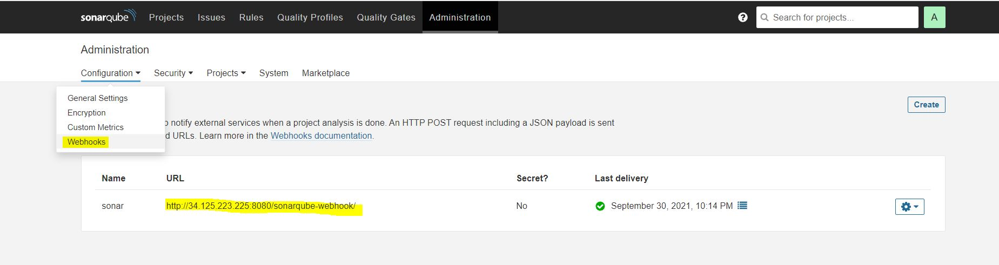 sonarqube Projects Issues Rules Quality Profiles Quality Gates Administration ? Search for projects... A
Administration
Configuration Security Projects System Marketplace
General Settings
Encryption
Custom Metrics
Webhooks
Create
notify external services when a project analysis is done. An HTTP POST request including a JSON payload is sent
URLs. Learn more in the Webhooks documentation.
Name URL Secret? Last delivery
sonar http://34.125.223.225:8080/sonarqube-webhook/ No September 30, 2021, 10:14 PM